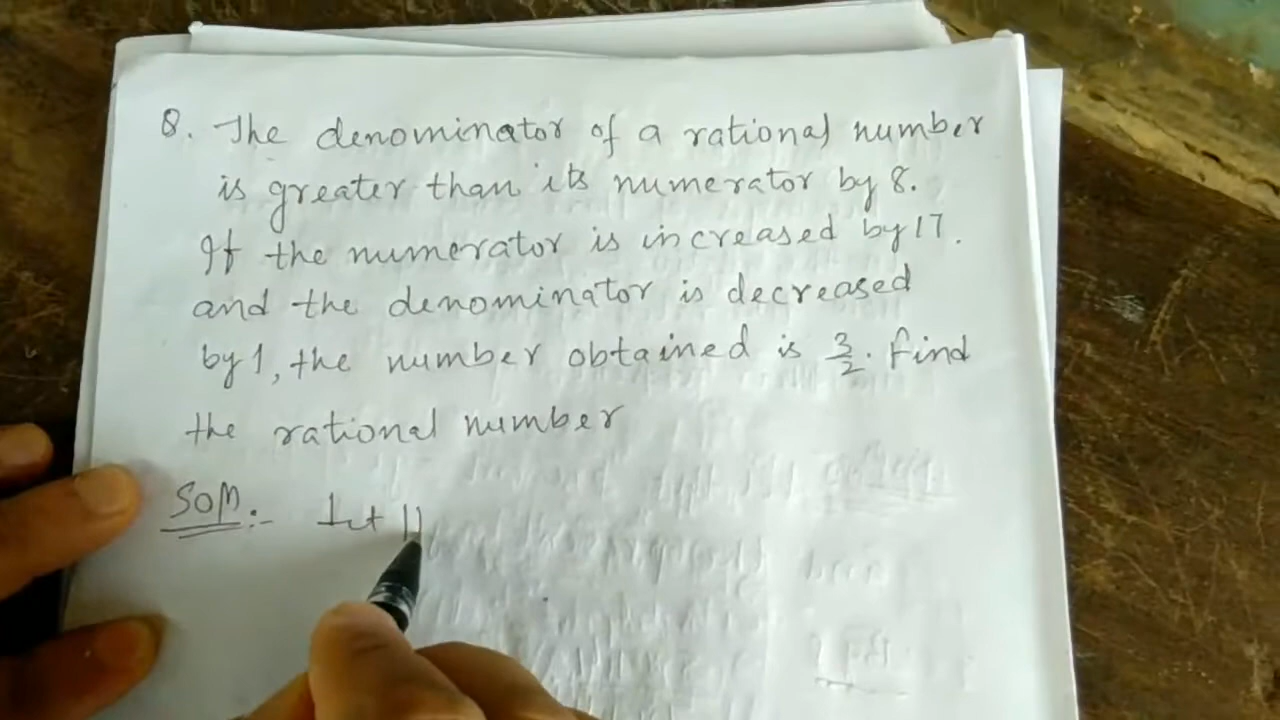 8. The denominator of a rational number
is greater than its numerator by 8.
If the numerator is increased by 17.
and the denominator is decreased
by 1, the number obtained is 3/2. find
the rational number
Soln:- Let